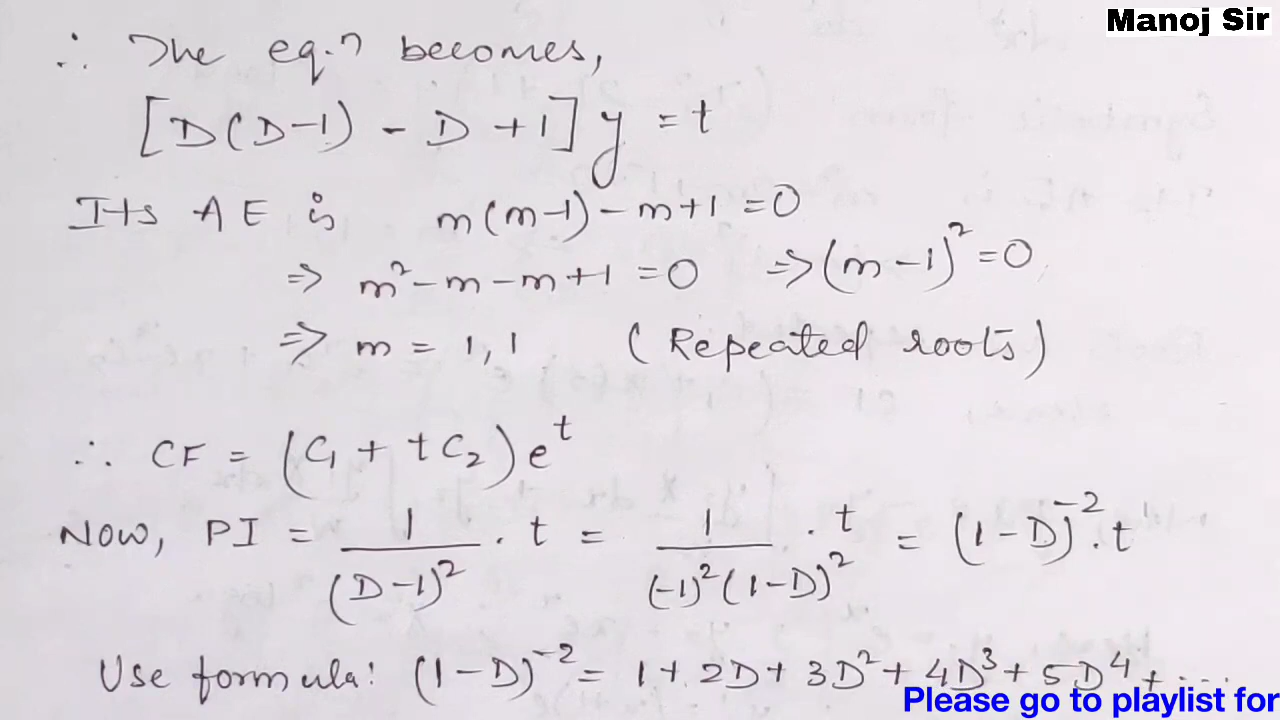 Manoj Sir
∴ The eq.n becomes,
[D(D-1) - D + 1] y = t
Its AE is m(m-1) - m+1 = 0
⇒ m² - m - m + 1 = 0 ⇒ (m-1)² = 0
⇒ m = 1, 1 (Repeated roots)
∴ CF = (C₁ + tC₂) eᵗ
Now, PI = 1/(D-1)² . t = 1/((-1)²(1-D)²) . t = (1-D)⁻² . t
Use formula: (1-D)⁻² = 1 + 2D + 3D² + 4D³ + 5D⁴ + ...
Please go to playlist for